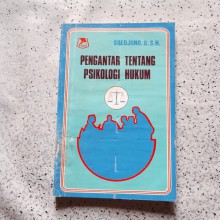 SOEDJONO, D. S.H.
PENGANTAR TENTANG
PSIKOLOGI HUKUM